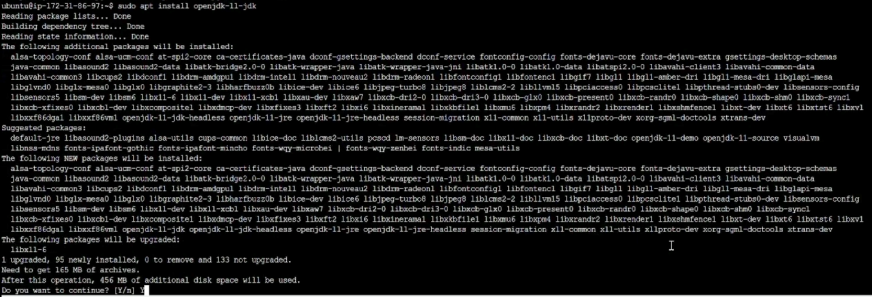 ubuntu@ip-172-31-86-97:~$ sudo apt install openjdk-11-jdk
Reading package lists... Done
Building dependency tree... Done
Reading state information... Done
The following additional packages will be installed:
alsa-topology-conf alsa-ucm-conf at-spi2-core ca-certificates-java dconf-gsettings-backend dconf-service fontconfig-config fonts-dejavu-core fonts-dejavu-extra gsettings-desktop-schemas
java-common libasound2 libasound2-data libatk-bridge2.0-0 libatk-wrapper-java libatk-wrapper-java-jni libatk1.0-0 libatk1.0-data libatspi2.0-0 libavahi-client3 libavahi-common-data
libavahi-common3 libcups2 libdconf1 libdrm-amdgpu1 libdrm-intel1 libdrm-nouveau2 libdrm-radeon1 libfontconfig1 libfontenc1 libgif7 libgl1 libgl1-amber-dri libgl1-mesa-dri libglapi-mesa
libglvnd0 libglx-mesa0 libglx0 libgraphite2-3 libharfbuzz0b libice-dev libice6 libjpeg-turbo8 libjpeg8 liblcms2-2 libllvm15 libpciaccess0 libpcsclite1 libpthread-stubs0-dev libsensors-config
libsensors5 libsm-dev libsm6 libx11-6 libx11-dev libx11-xcb1 libxau-dev libxaw7 libxcb-dri2-0 libxcb-dri3-0 libxcb-glx0 libxcb-present0 libxcb-randr0 libxcb-shape0 libxcb-shm0 libxcb-sync1
libxcb-xfixes0 libxcb1-dev libxcomposite1 libxdmcp-dev libxfixes3 libxft2 libxi6 libxinerama1 libxkbfile1 libxmu6 libxpm4 libxrandr2 libxrender1 libxshmfence1 libxt-dev libxt6 libxtst6 libxv1
libxxf86dga1 libxxf86vm1 openjdk-11-jdk-headless openjdk-11-jre openjdk-11-jre-headless session-migration x11-common x11-utils x11proto-dev xorg-sgml-doctools xtrans-dev
Suggested packages:
default-jre libasound2-plugins alsa-utils cups-common libice-doc liblcms2-utils pcscd lm-sensors libsm-doc libx11-doc libxcb-doc libxt-doc openjdk-11-demo openjdk-11-source visualvm
libnss-mdns fonts-ipafont-gothic fonts-ipafont-mincho fonts-wqy-microhei | fonts-wqy-zenhei fonts-indic mesa-utils
The following NEW packages will be installed:
alsa-topology-conf alsa-ucm-conf at-spi2-core ca-certificates-java dconf-gsettings-backend dconf-service fontconfig-config fonts-dejavu-core fonts-dejavu-extra gsettings-desktop-schemas
java-common libasound2 libasound2-data libatk-bridge2.0-0 libatk-wrapper-java libatk-wrapper-java-jni libatk1.0-0 libatk1.0-data libatspi2.0-0 libavahi-client3 libavahi-common-data
libavahi-common3 libcups2 libdconf1 libdrm-amdgpu1 libdrm-intel1 libdrm-nouveau2 libdrm-radeon1 libfontconfig1 libfontenc1 libgif7 libgl1 libgl1-amber-dri libgl1-mesa-dri libglapi-mesa
libglvnd0 libglx-mesa0 libglx0 libgraphite2-3 libharfbuzz0b libice-dev libice6 libjpeg-turbo8 libjpeg8 liblcms2-2 libllvm15 libpciaccess0 libpcsclite1 libpthread-stubs0-dev libsensors-config
libsensors5 libsm-dev libsm6 libx11-dev libx11-xcb1 libxau-dev libxaw7 libxcb-dri2-0 libxcb-dri3-0 libxcb-glx0 libxcb-present0 libxcb-randr0 libxcb-shape0 libxcb-shm0 libxcb-sync1
libxcb-xfixes0 libxcb1-dev libxcomposite1 libxdmcp-dev libxfixes3 libxft2 libxi6 libxinerama1 libxkbfile1 libxmu6 libxpm4 libxrandr2 libxrender1 libxshmfence1 libxt-dev libxt6 libxtst6 libxv1
libxxf86dga1 libxxf86vm1 openjdk-11-jdk openjdk-11-jdk-headless openjdk-11-jre openjdk-11-jre-headless session-migration x11-common x11-utils x11proto-dev xorg-sgml-doctools xtrans-dev
The following packages will be upgraded:
libx11-6
1 upgraded, 95 newly installed, 0 to remove and 133 not upgraded.
Need to get 165 MB of archives.
After this operation, 456 MB of additional disk space will be used.
Do you want to continue? [Y/n] Y